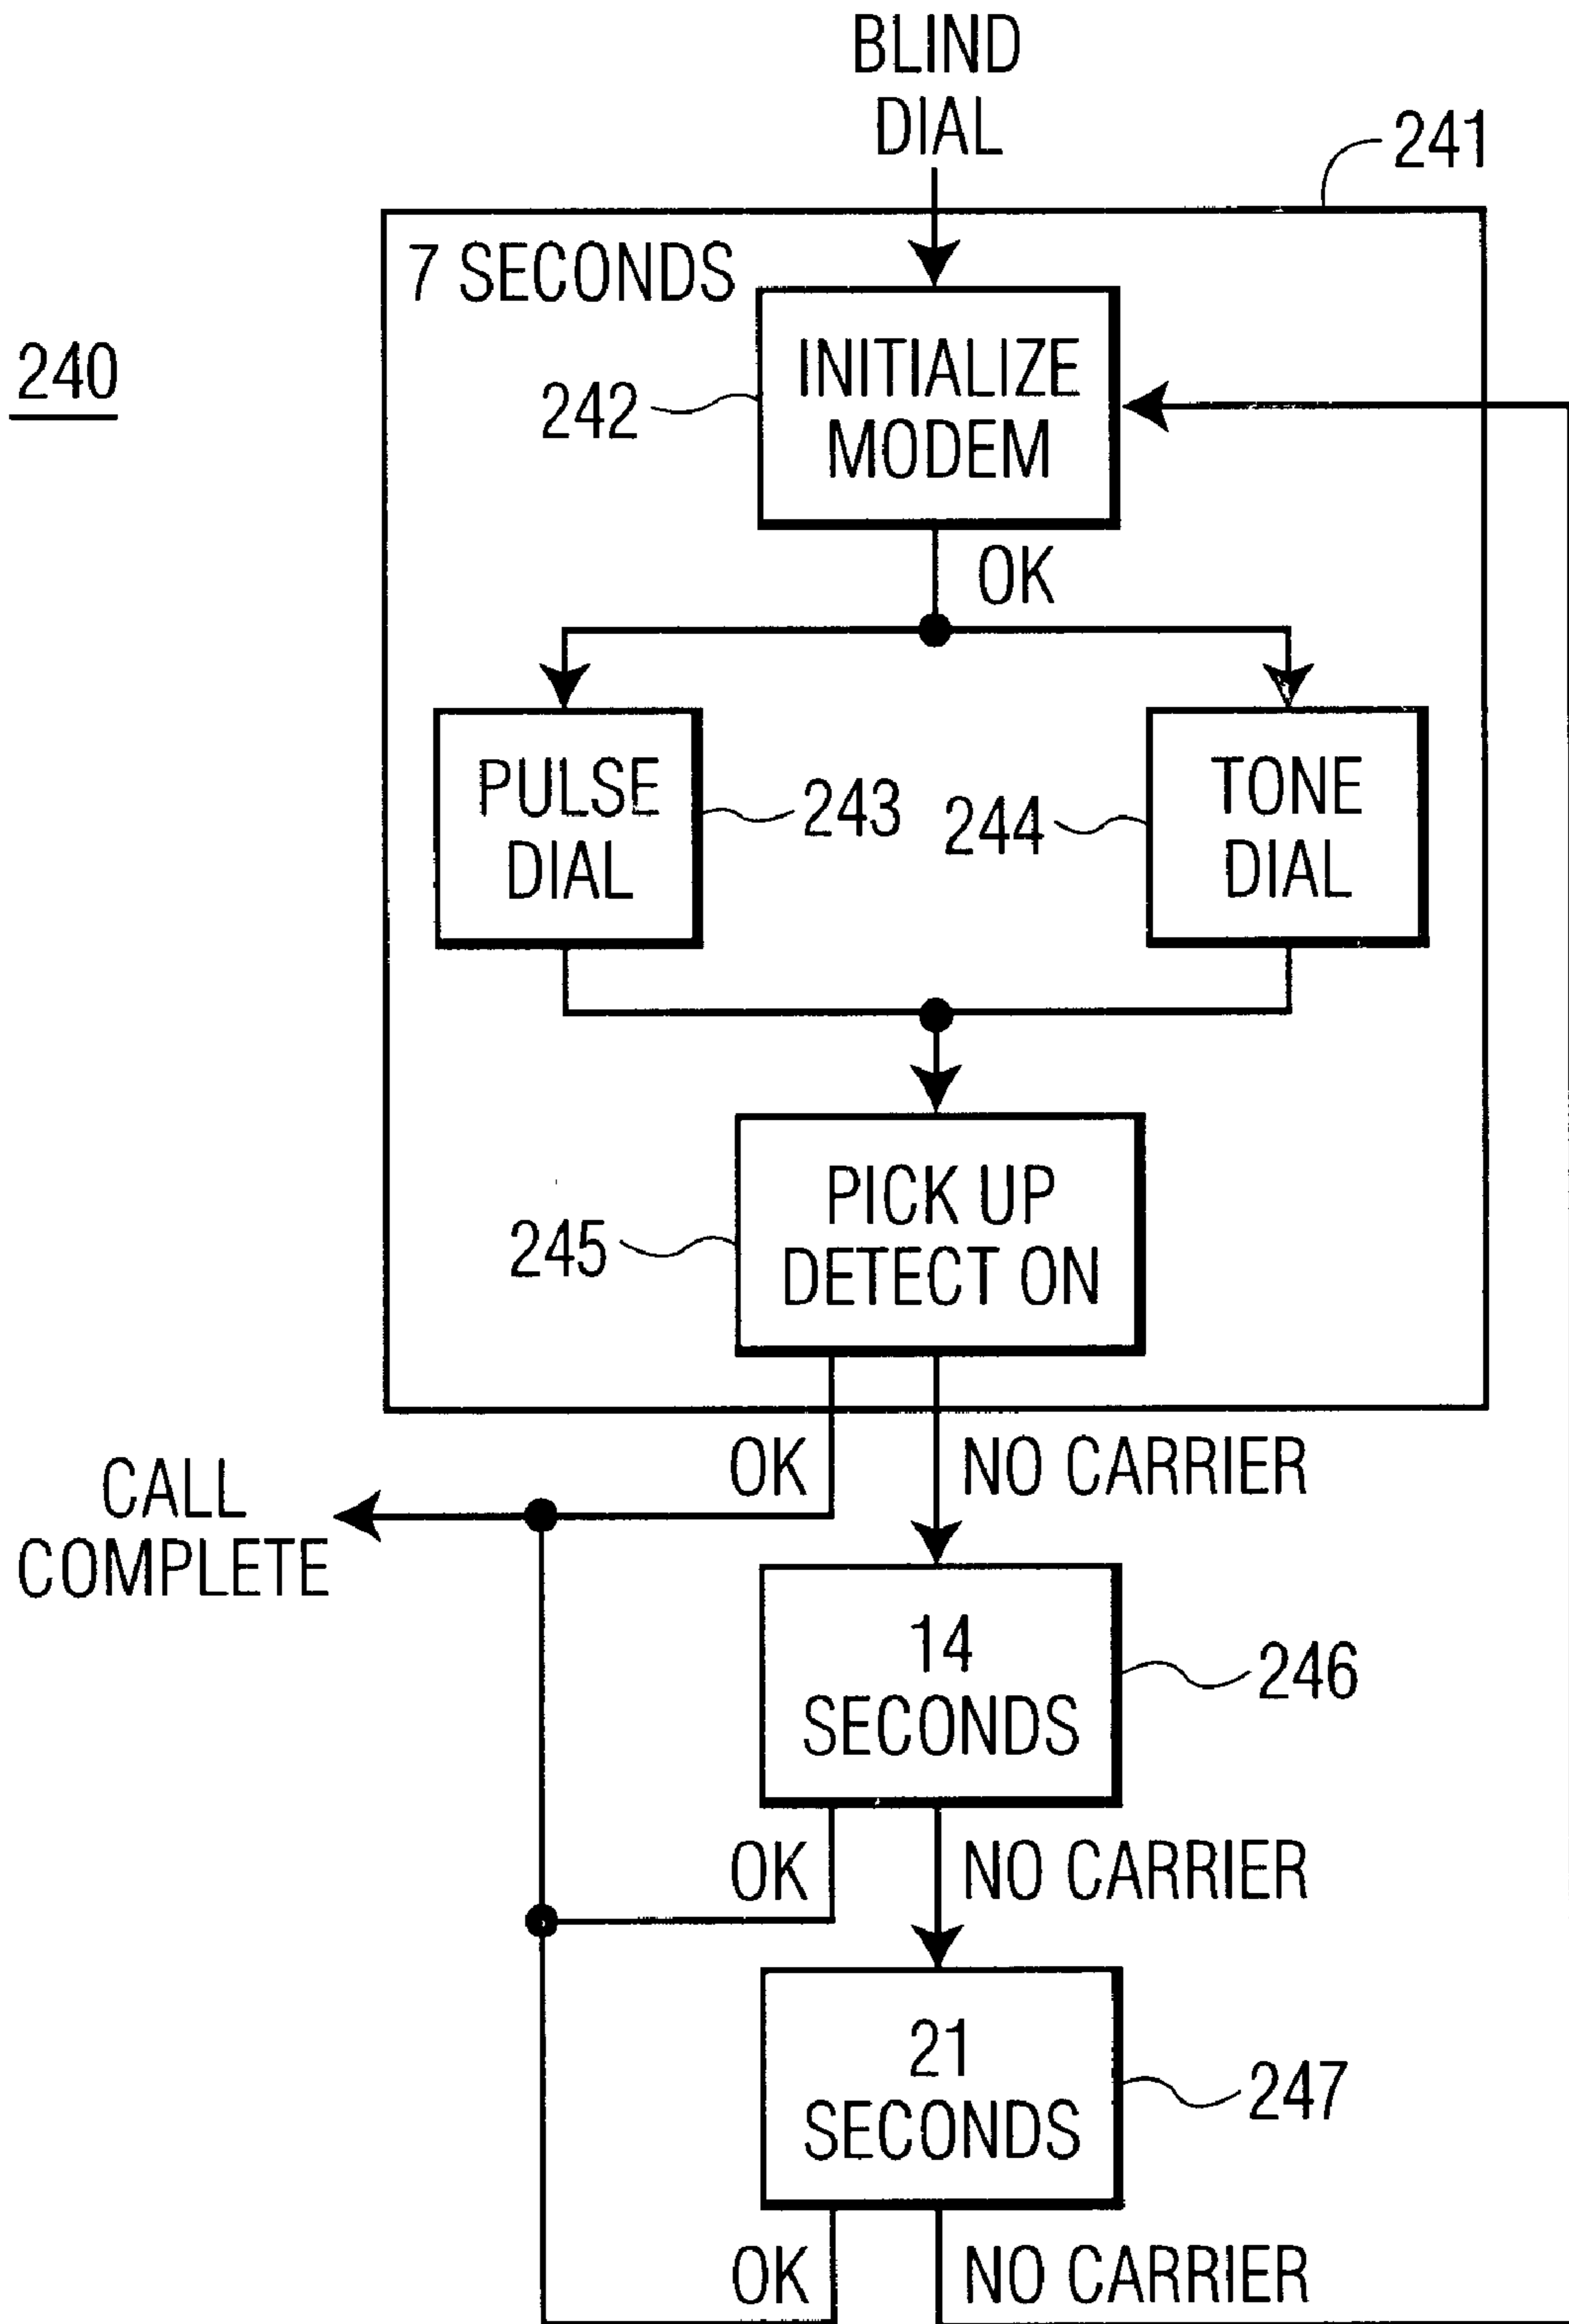 BLIND
DIAL
241
7 SECONDS
240
INITIALIZE
MODEM
242
OK
PULSE
DIAL
243
244
TONE
DIAL
PICK UP
DETECT ON
245
OK
NO CARRIER
CALL
COMPLETE
14
SECONDS
246
OK
NO CARRIER
21
SECONDS
247
OK
NO CARRIER